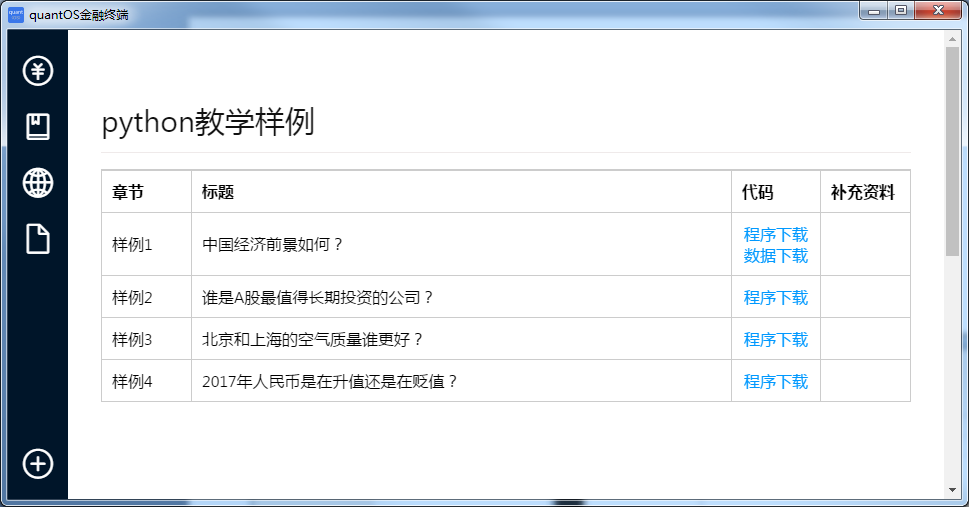 quantOS金融终端
python教学样例
章节 标题 代码 补充资料
样例1 中国经济前景如何？ 程序下载
数据下载
样例2 谁是A股最值得长期投资的公司？ 程序下载
样例3 北京和上海的空气质量谁更好？ 程序下载
样例4 2017年人民币是在升值还是在贬值？ 程序下载